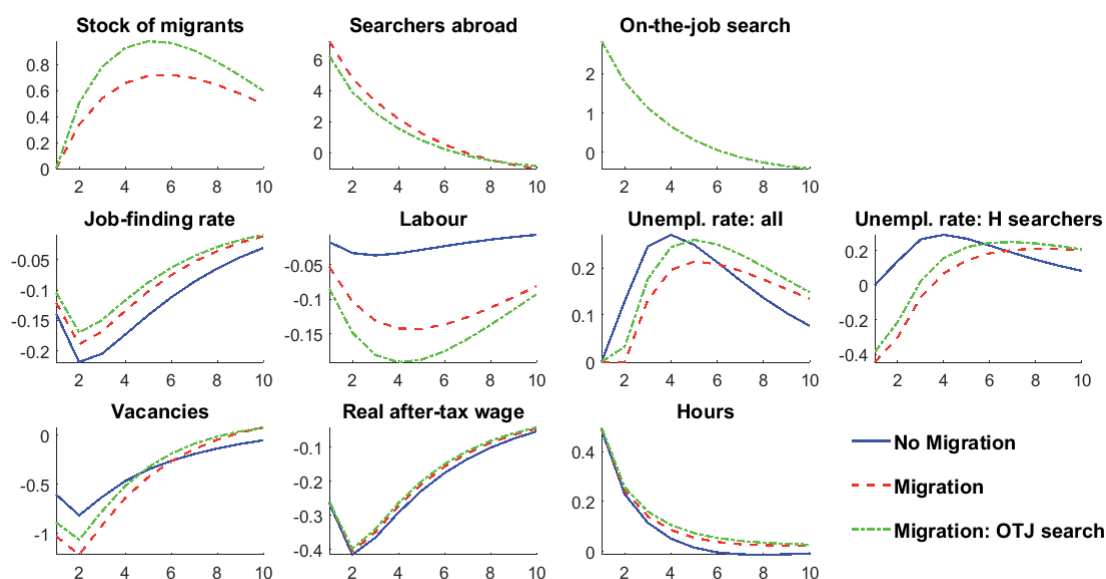 Stock of migrants
0.8
0.6
0.4
0.2
0
2 4 6 8 10
Searchers abroad
6
4
2
0
2 4 6 8 10
On-the-job search
2
1
0
2 4 6 8 10
Job-finding rate
-0.05
-0.1
-0.15
-0.2
2 4 6 8 10
Labour
-0.05
-0.1
-0.15
2 4 6 8 10
Unempl. rate: all
0.2
0.1
0
2 4 6 8 10
Unempl. rate: H searchers
0.2
0
-0.2
-0.4
2 4 6 8 10
Vacancies
0
-0.5
-1
2 4 6 8 10
Real after-tax wage
-0.1
-0.2
-0.3
-0.4
2 4 6 8 10
Hours
0.4
0.2
0
2 4 6 8 10
No Migration
Migration
Migration: OTJ search